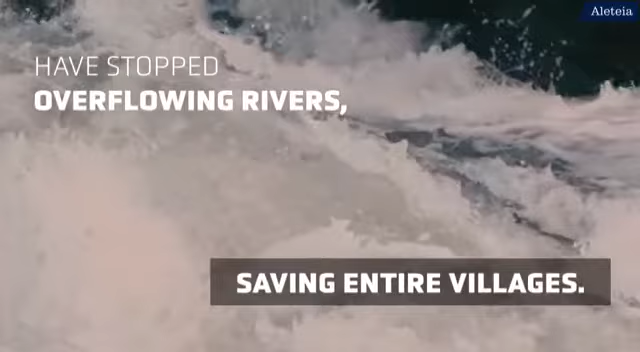 Aleteia
HAVE STOPPED
OVERFLOWING RIVERS,
SAVING ENTIRE VILLAGES.